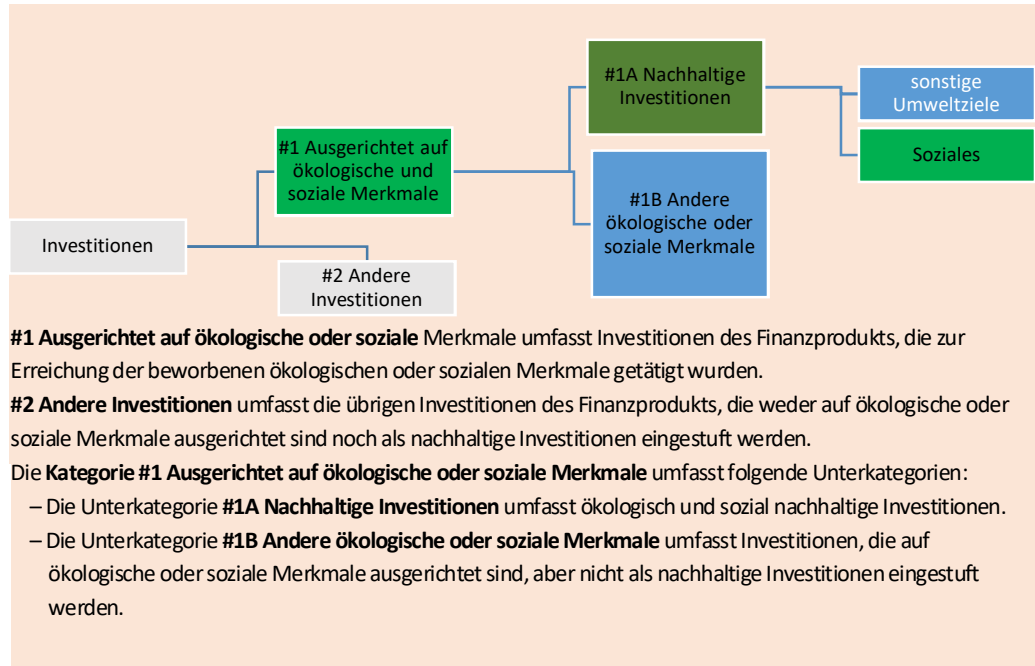 #1A Nachhaltige
Investitionen
sonstige
Umweltziele
Soziales
#1 Ausgerichtet auf
ökologische und
soziale Merkmale
#1B Andere
ökologische oder
soziale Merkmale
Investitionen
#2 Andere
Investitionen
#1 Ausgerichtet auf ökologische oder soziale Merkmale umfasst Investitionen des Finanzprodukts, die zur
Erreichung der beworbenen ökologischen oder sozialen Merkmale getätigt wurden.
#2 Andere Investitionen umfasst die übrigen Investitionen des Finanzprodukts, die weder auf ökologische oder
soziale Merkmale ausgerichtet sind noch als nachhaltige Investitionen eingestuft werden.
Die Kategorie #1 Ausgerichtet auf ökologische oder soziale Merkmale umfasst folgende Unterkategorien:
– Die Unterkategorie #1A Nachhaltige Investitionen umfasst ökologisch und sozial nachhaltige Investitionen.
– Die Unterkategorie #1B Andere ökologische oder soziale Merkmale umfasst Investitionen, die auf
ökologische oder soziale Merkmale ausgerichtet sind, aber nicht als nachhaltige Investitionen eingestuft
werden.